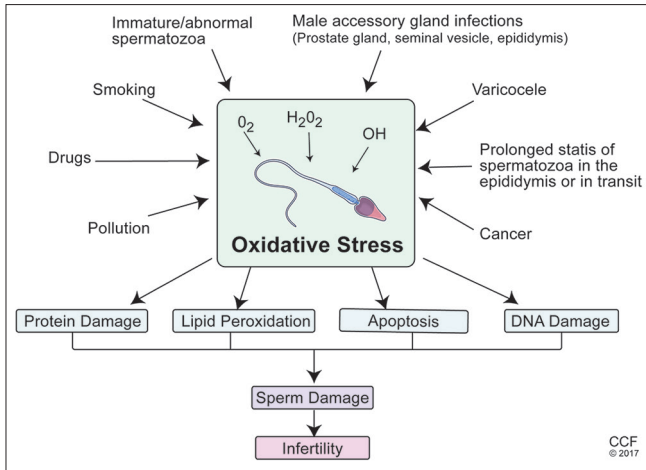 Immature/abnormal
spermatozoa
Male accessory gland infections
(Prostate gland, seminal vesicle, epididymis)
Smoking
Varicocele
Drugs
Prolonged statis of
spermatozoa in the
epididymis or in transit
Pollution
Cancer
0₂
H₂0₂
OH
Oxidative Stress
Protein Damage
Lipid Peroxidation
Apoptosis
DNA Damage
Sperm Damage
Infertility
CCF
© 2017